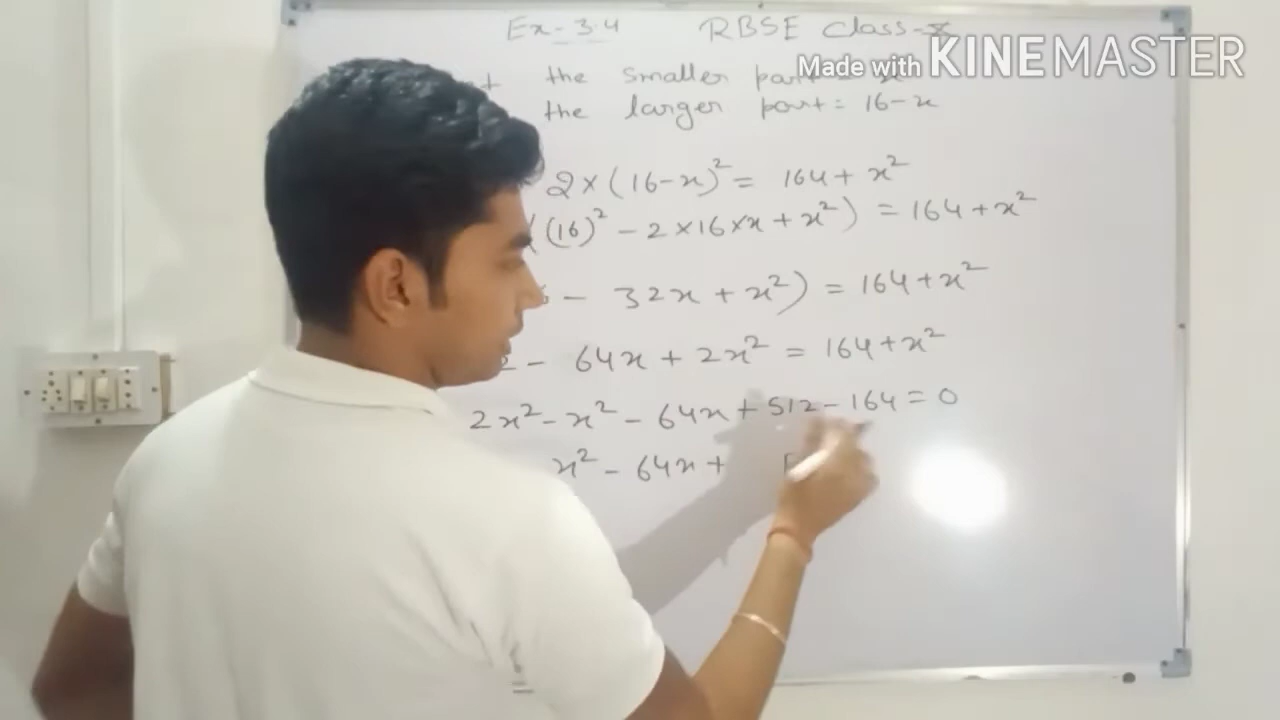 Ex-3.4 RBSE Class-x
Made with KINEMASTER
the smaller part = x
the larger part = 16-x
2×(16-x)² = 164+x²
((16)² - 2×16×x + x²) = 164+x²
- 32x + x²) = 164+x²
2 - 64x + 2x² = 164+x²
2x² - x² - 64x + 512 - 164 = 0
x² - 64x +